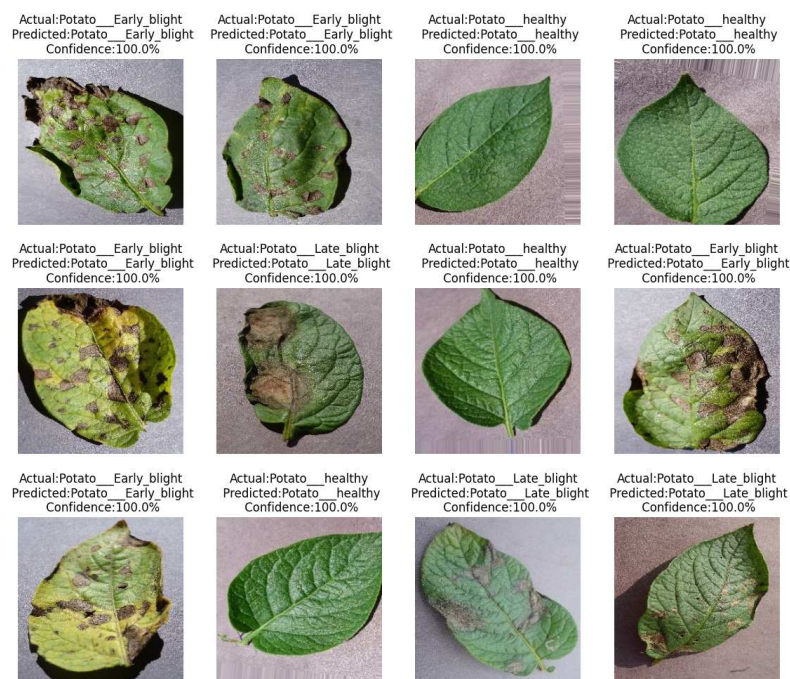 Actual:Potato___Early_blight
Predicted:Potato___Early_blight
Confidence:100.0%
Actual:Potato___Early_blight
Predicted:Potato___Early_blight
Confidence:100.0%
Actual:Potato___healthy
Predicted:Potato___healthy
Confidence:100.0%
Actual:Potato___healthy
Predicted:Potato___healthy
Confidence:100.0%
Actual:Potato___Early_blight
Predicted:Potato___Early_blight
Confidence:100.0%
Actual:Potato___Late_blight
Predicted:Potato___Late_blight
Confidence:100.0%
Actual:Potato___healthy
Predicted:Potato___healthy
Confidence:100.0%
Actual:Potato___Early_blight
Predicted:Potato___Early_blight
Confidence:100.0%
Actual:Potato___Early_blight
Predicted:Potato___Early_blight
Confidence:100.0%
Actual:Potato___healthy
Predicted:Potato___healthy
Confidence:100.0%
Actual:Potato___Late_blight
Predicted:Potato___Late_blight
Confidence:100.0%
Actual:Potato___Late_blight
Predicted:Potato___Late_blight
Confidence:100.0%